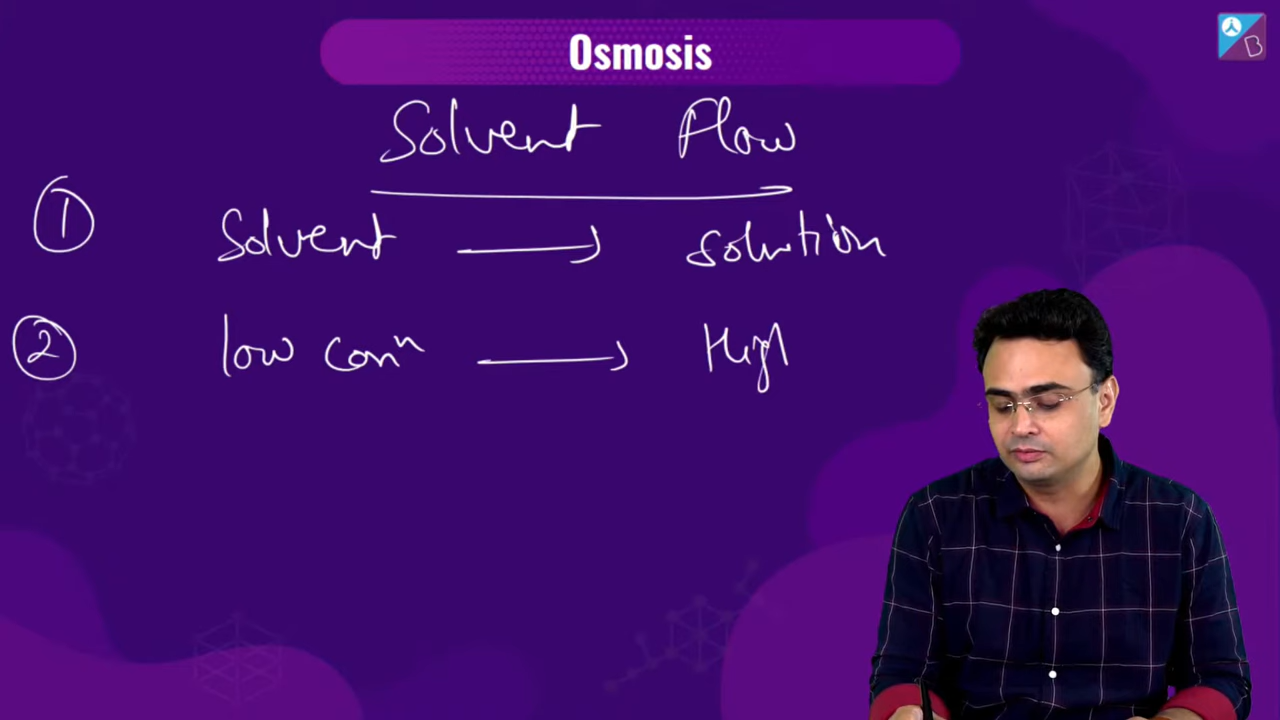 Osmosis
Solvent Flow
① Solvent → solution
② low conⁿ → High